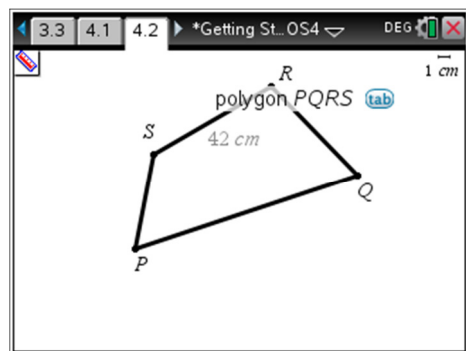 3.3 4.1 4.2 *Getting St...OS4 DEG
1 cm
R
polygon PQRS tab
S
42 cm
Q
P